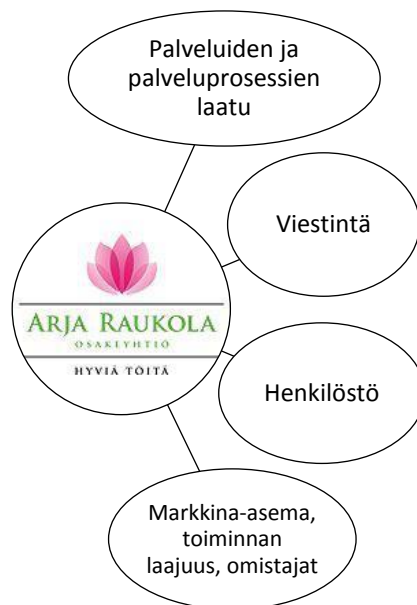 Palveluiden ja
palveluprosessien
laatu
Viestintä
ARJA RAUKOLA
OSAKEYHTIÖ
HYVIÄ TÖITÄ
Henkilöstö
Markkina-asema,
toiminnan
laajuus, omistajat